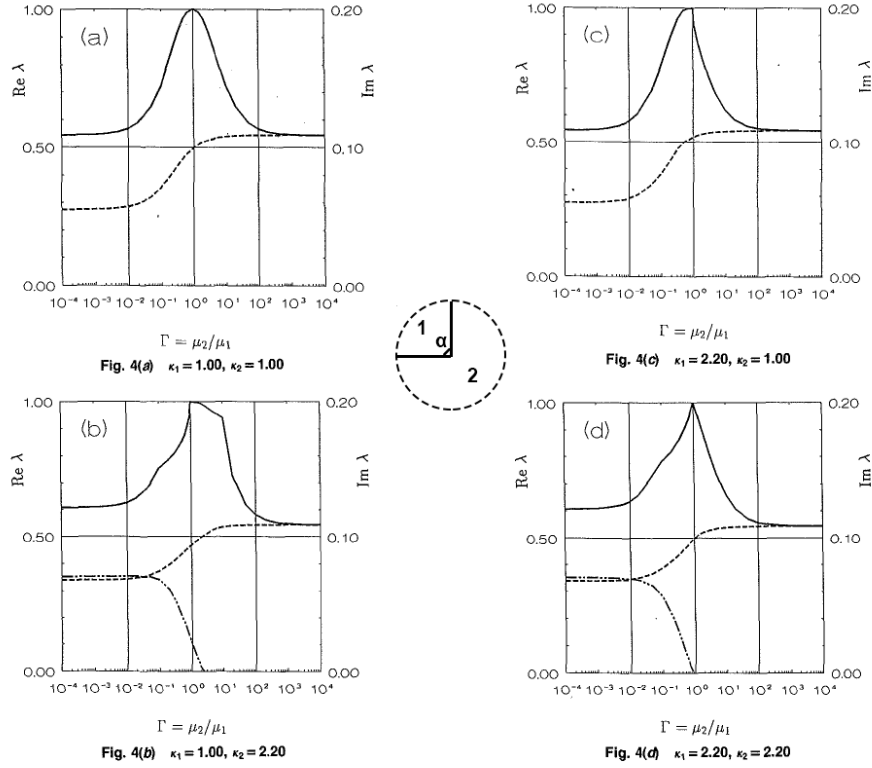 (a)
Re λ
Im λ
1.00
0.50
0.00
0.20
0.10
0.00
10⁻⁴ 10⁻³ 10⁻² 10⁻¹ 10⁰ 10¹ 10² 10³ 10⁴
Γ = μ₂/μ₁
Fig. 4(a) κ₁ = 1.00, κ₂ = 1.00
(c)
Re λ
Im λ
1.00
0.50
0.00
0.20
0.10
0.00
10⁻⁴ 10⁻³ 10⁻² 10⁻¹ 10⁰ 10¹ 10² 10³ 10⁴
Γ = μ₂/μ₁
Fig. 4(c) κ₁ = 2.20, κ₂ = 1.00
1
α
2
(b)
Re λ
Im λ
1.00
0.50
0.00
0.20
0.10
0.00
10⁻⁴ 10⁻³ 10⁻² 10⁻¹ 10⁰ 10¹ 10² 10³ 10⁴
Γ = μ₂/μ₁
Fig. 4(b) κ₁ = 1.00, κ₂ = 2.20
(d)
Re λ
Im λ
1.00
0.50
0.00
0.20
0.10
0.00
10⁻⁴ 10⁻³ 10⁻² 10⁻¹ 10⁰ 10¹ 10² 10³ 10⁴
Γ = μ₂/μ₁
Fig. 4(d) κ₁ = 2.20, κ₂ = 2.20